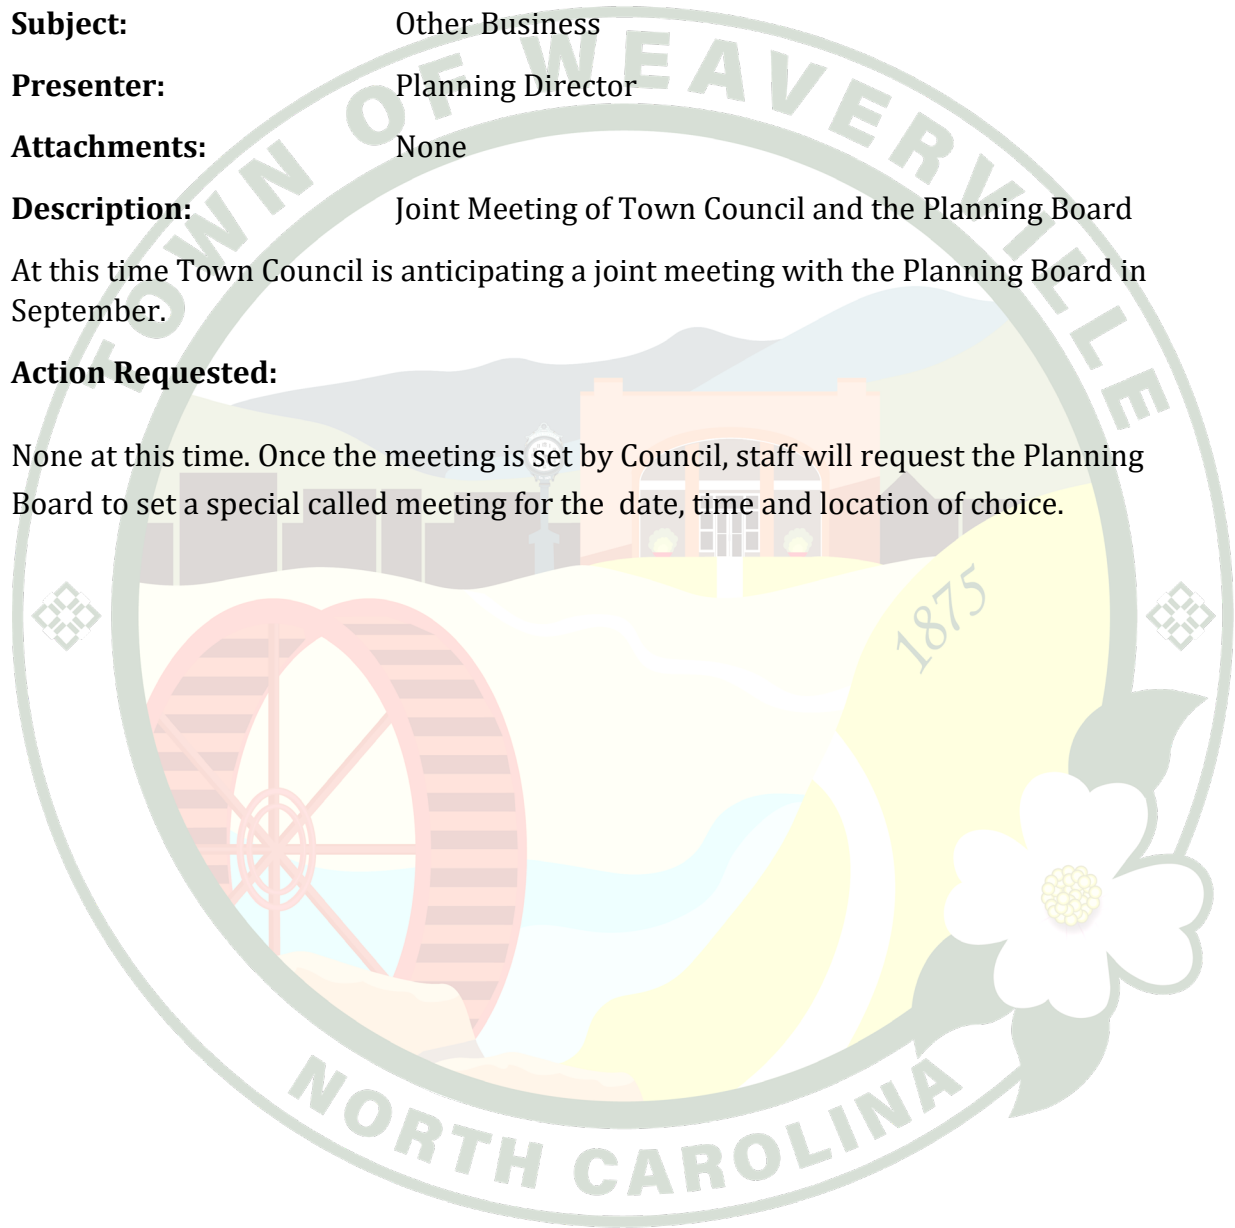 Subject: Other Business
Presenter: Planning Director
Attachments: None
Description: Joint Meeting of Town Council and the Planning Board
At this time Town Council is anticipating a joint meeting with the Planning Board in
September.
Action Requested:
None at this time. Once the meeting is set by Council, staff will request the Planning
Board to set a special called meeting for the  date, time and location of choice.
TOWN OF WEAVERVILLE
1875
NORTH CAROLINA